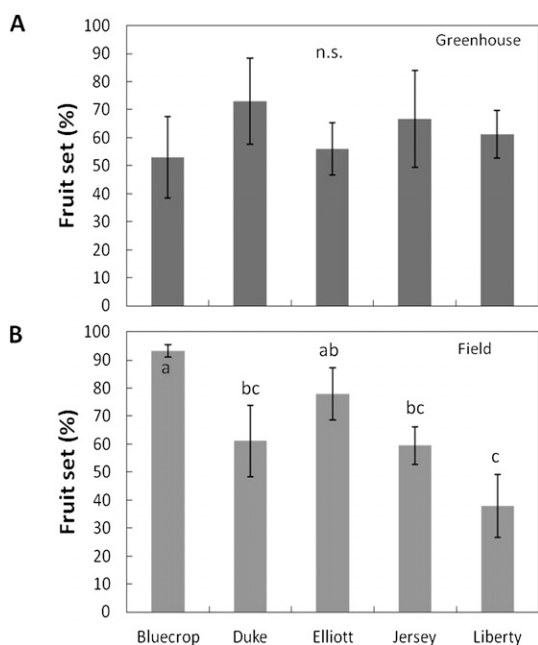 A
Greenhouse
n.s.
Fruit set (%)
100
90
80
70
60
50
40
30
20
10
0
B
Field
a
bc
ab
bc
c
Fruit set (%)
100
90
80
70
60
50
40
30
20
10
0
Bluecrop Duke Elliott Jersey Liberty